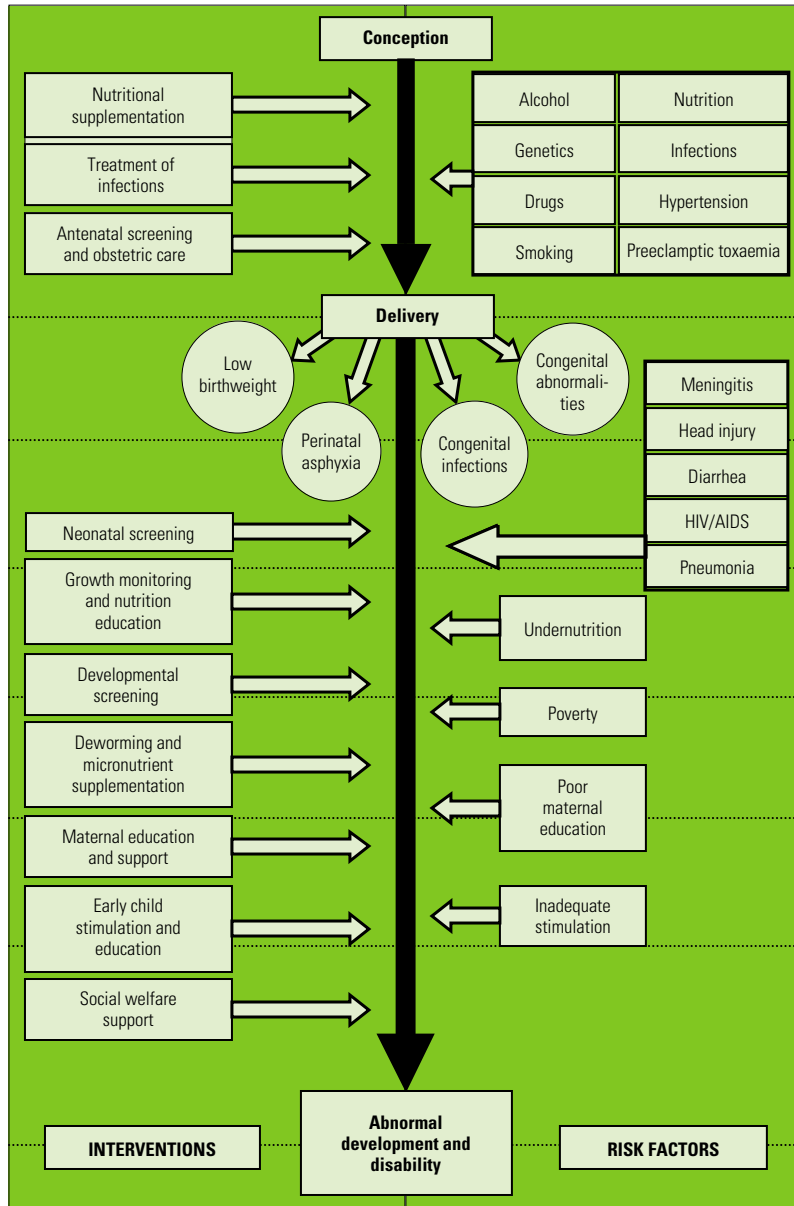 Conception
Nutritional
supplementation
Treatment of
infections
Antenatal screening
and obstetric care
Alcohol
Nutrition
Genetics
Infections
Drugs
Hypertension
Smoking
Preeclamptic toxaemia
Delivery
Low
birthweight
Perinatal
asphyxia
Congenital
infections
Congenital
abnormali-
ties
Meningitis
Head injury
Diarrhea
HIV/AIDS
Pneumonia
Neonatal screening
Growth monitoring
and nutrition
education
Developmental
screening
Deworming and
micronutrient
supplementation
Maternal education
and support
Early child
stimulation and
education
Social welfare
support
Undernutrition
Poverty
Poor
maternal
education
Inadequate
stimulation
INTERVENTIONS
Abnormal
development and
disability
RISK FACTORS